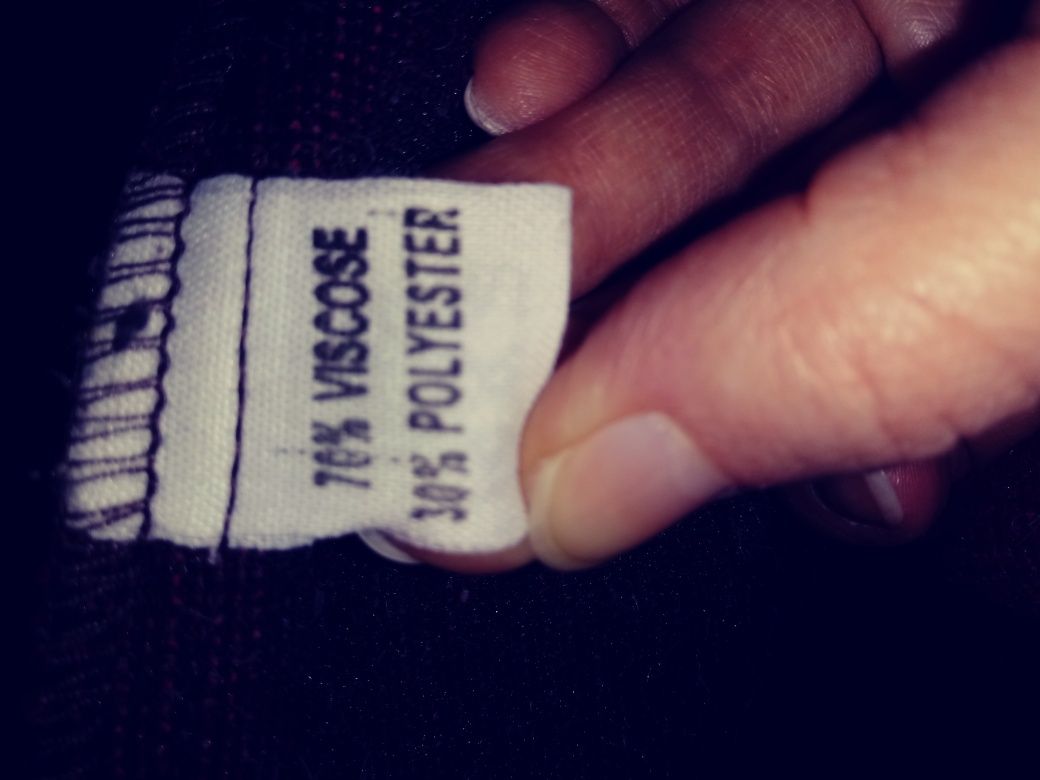 70% VISCOSE
30% POLYESTER